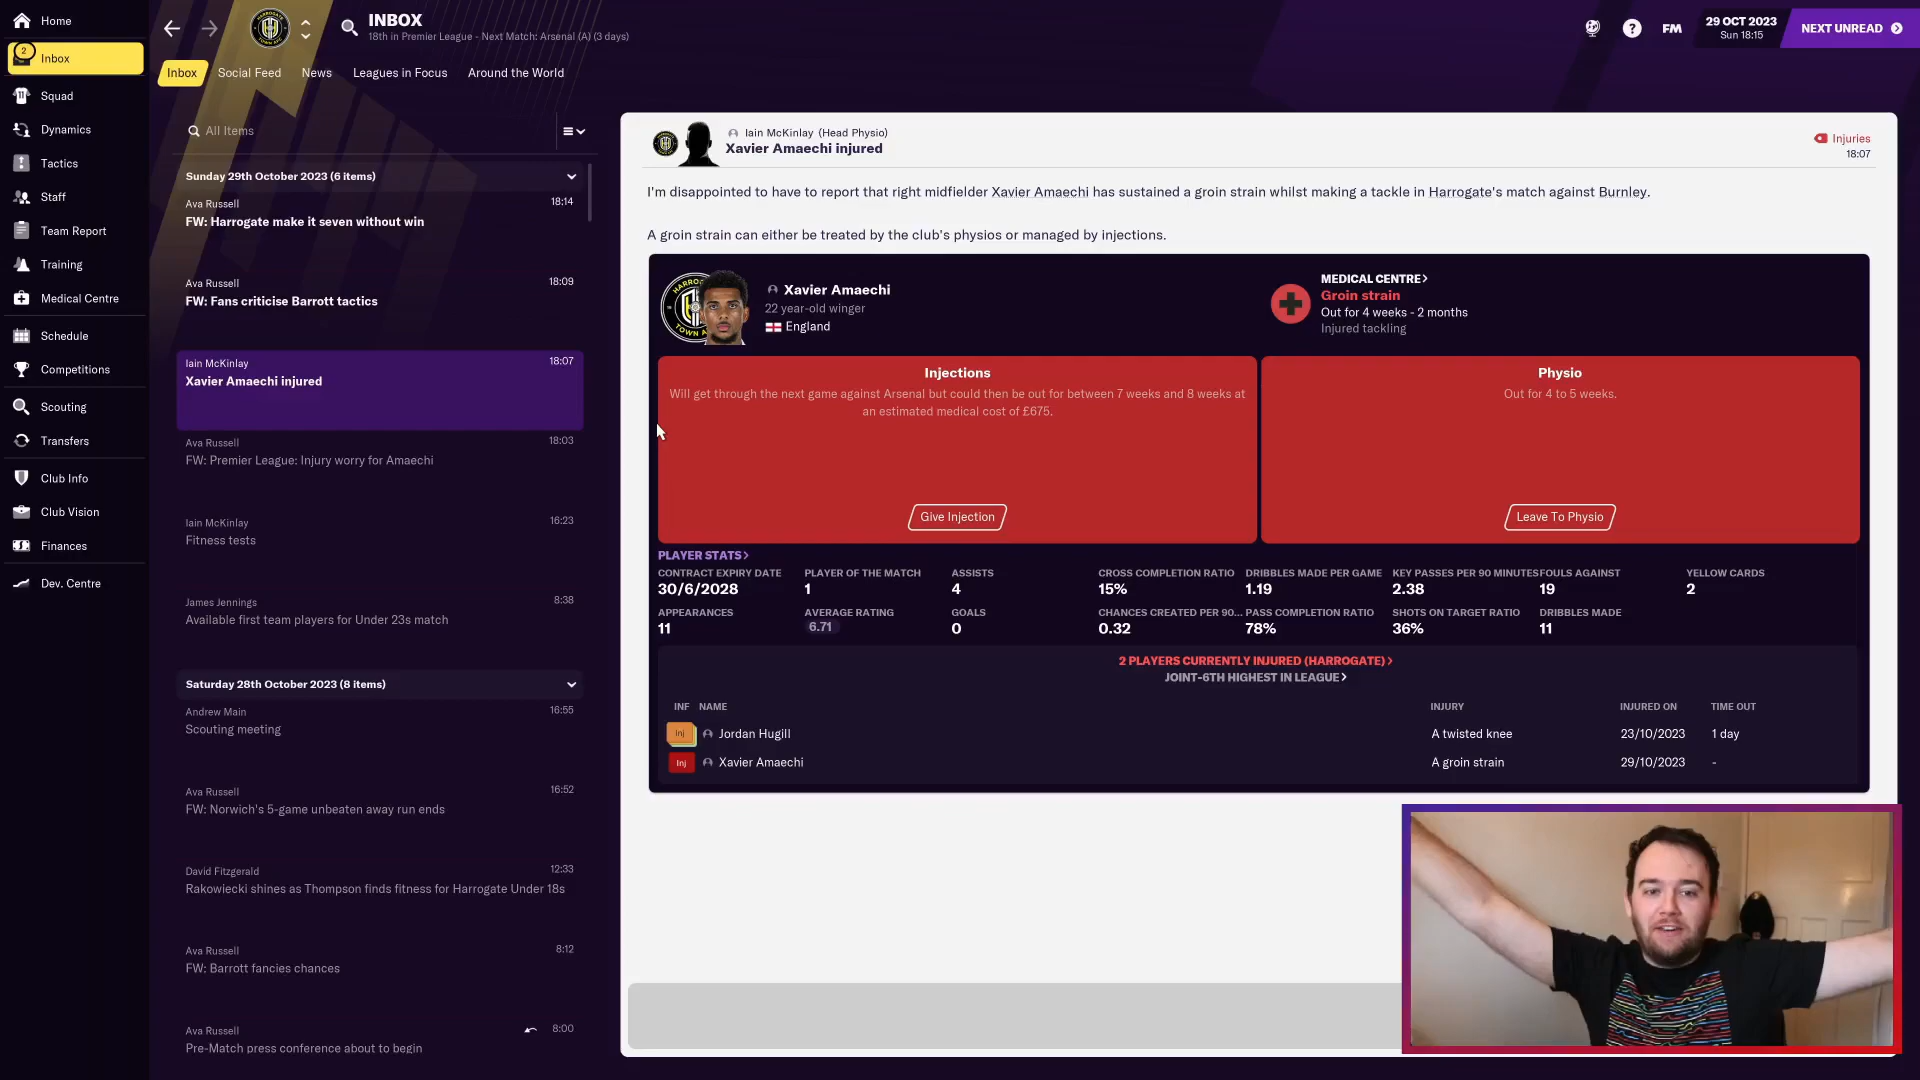 Home
2
Inbox
Squad
Dynamics
Tactics
Staff
Team Report
Training
Medical Centre
Schedule
Competitions
Scouting
Transfers
Club Info
Club Vision
Finances
Dev. Centre
INBOX
18th in Premier League - Next Match: Arsenal (A) (3 days)
? FM
29 OCT 2023
Sun 18:15
NEXT UNREAD
Inbox Social Feed News Leagues in Focus Around the World
All Items
Sunday 29th October 2023 (6 items)
Ava Russell 18:14
FW: Harrogate make it seven without win
Ava Russell 18:09
FW: Fans criticise Barrott tactics
Iain McKinlay 18:07
Xavier Amaechi injured
Ava Russell 18:03
FW: Premier League: Injury worry for Amaechi
Iain McKinlay 16:23
Fitness tests
James Jennings 8:38
Available first team players for Under 23s match
Saturday 28th October 2023 (8 items)
Andrew Main 16:55
Scouting meeting
Ava Russell 16:52
FW: Norwich's 5-game unbeaten away run ends
David Fitzgerald 12:33
Rakowiecki shines as Thompson finds fitness for Harrogate Under 18s
Ava Russell 8:12
FW: Barrott fancies chances
Ava Russell 8:00
Pre-Match press conference about to begin
Iain McKinlay (Head Physio)
Xavier Amaechi injured
Injuries
18:07
I'm disappointed to have to report that right midfielder Xavier Amaechi has sustained a groin strain whilst making a tackle in Harrogate's match against Burnley.
A groin strain can either be treated by the club's physios or managed by injections.
Xavier Amaechi
22 year-old winger
England
MEDICAL CENTRE>
Groin strain
Out for 4 weeks - 2 months
Injured tackling
Injections
Will get through the next game against Arsenal but could then be out for between 7 weeks and 8 weeks at
an estimated medical cost of £675.
Give Injection
Physio
Out for 4 to 5 weeks.
Leave To Physio
PLAYER STATS>
CONTRACT EXPIRY DATE PLAYER OF THE MATCH ASSISTS CROSS COMPLETION RATIO DRIBBLES MADE PER GAME KEY PASSES PER 90 MINUTES FOULS AGAINST YELLOW CARDS
30/6/2028 1 4 15% 1.19 2.38 19 2
APPEARANCES AVERAGE RATING GOALS CHANCES CREATED PER 90... PASS COMPLETION RATIO SHOTS ON TARGET RATIO DRIBBLES MADE
11 6.71 0 0.32 78% 36% 11
2 PLAYERS CURRENTLY INJURED (HARROGATE) >
JOINT-6TH HIGHEST IN LEAGUE >
INF NAME INJURY INJURED ON TIME OUT
Inj Jordan Hugill A twisted knee 23/10/2023 1 day
Inj Xavier Amaechi A groin strain 29/10/2023 -